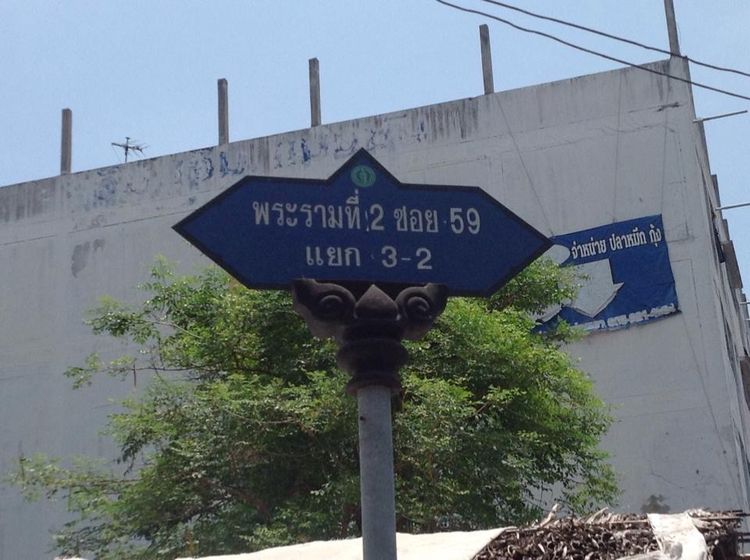 พระรามที่ 2 ซอย 59
แยก 3-2
จำหน่าย ปลาหมึก กุ้ง